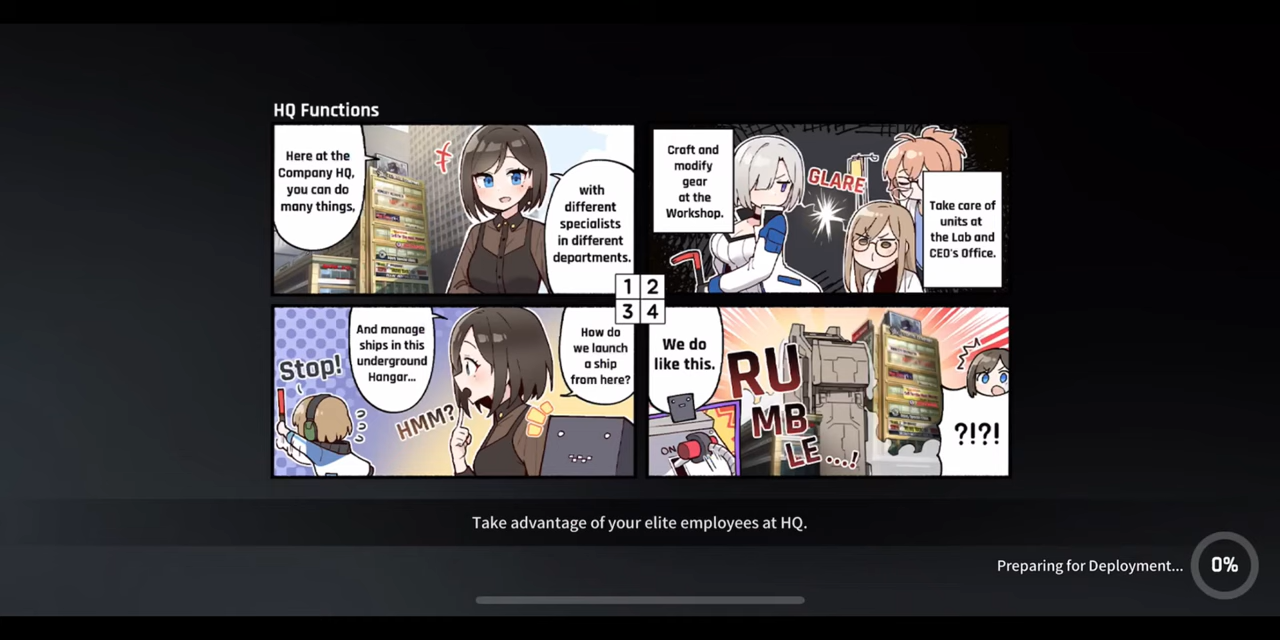 HQ Functions
Here at the
Company HQ,
you can do
many things,
with
different
specialists
in different
departments.
Craft and
modify
gear
at the
Workshop.
GLARE
Take care of
units at
the Lab and
CEO's Office.
1 2
3 4
Stop!
And manage
ships in this
underground
Hangar...
HMM?
How do
we launch
a ship
from here?
We do
like this.
ON
RU
MB
LE...!
?!?!
Take advantage of your elite employees at HQ.
Preparing for Deployment...
0%